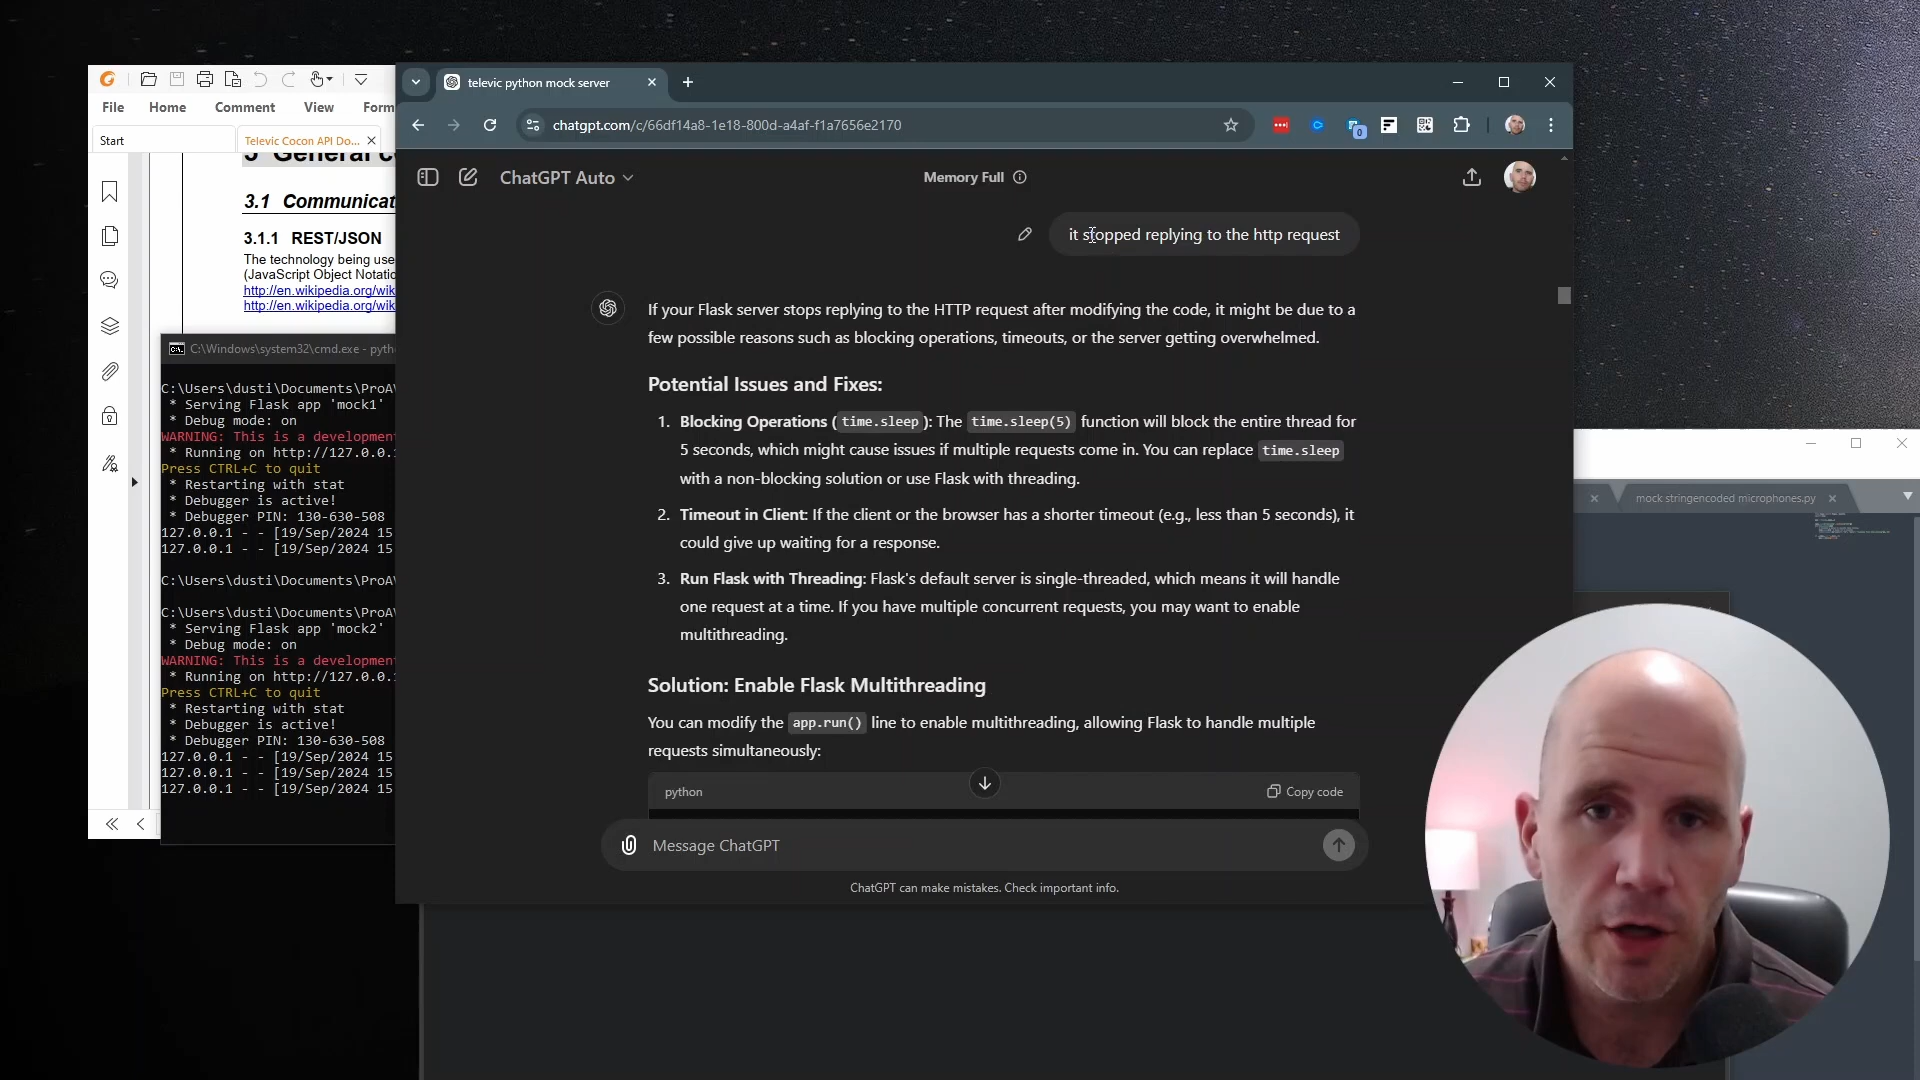 File
Home
Comment
View
Form
Start
Televic Cocon API Do...
3.1 Communicat
3.1.1 REST/JSON
The technology being use
(JavaScript Object Notatio
http://en.wikipedia.org/wik
http://en.wikipedia.org/wik
C:\Windows\system32\cmd.exe - pyth
C:\Users\dusti\Documents\ProA
* Serving Flask app 'mock1'
* Debug mode: on
WARNING: This is a development
* Running on http://127.0.0.1
Press CTRL+C to quit
* Restarting with stat
* Debugger is active!
* Debugger PIN: 130-630-508
127.0.0.1 - - [19/Sep/2024 15
127.0.0.1 - - [19/Sep/2024 15
C:\Users\dusti\Documents\ProA
C:\Users\dusti\Documents\ProA
* Serving Flask app 'mock2'
* Debug mode: on
WARNING: This is a development
* Running on http://127.0.0.1
Press CTRL+C to quit
* Restarting with stat
* Debugger is active!
* Debugger PIN: 130-630-508
127.0.0.1 - - [19/Sep/2024 15
127.0.0.1 - - [19/Sep/2024 15
127.0.0.1 - - [19/Sep/2024 15
televic python mock server
chatgpt.com/c/66df14a8-1e18-800d-a4af-f1a7656e2170
0
ChatGPT Auto
Memory Full
it stopped replying to the http request
If your Flask server stops replying to the HTTP request after modifying the code, it might be due to a
few possible reasons such as blocking operations, timeouts, or the server getting overwhelmed.
Potential Issues and Fixes:
1. Blocking Operations (time.sleep): The time.sleep(5) function will block the entire thread for
5 seconds, which might cause issues if multiple requests come in. You can replace time.sleep
with a non-blocking solution or use Flask with threading.
2. Timeout in Client: If the client or the browser has a shorter timeout (e.g., less than 5 seconds), it
could give up waiting for a response.
3. Run Flask with Threading: Flask's default server is single-threaded, which means it will handle
one request at a time. If you have multiple concurrent requests, you may want to enable
multithreading.
Solution: Enable Flask Multithreading
You can modify the app.run() line to enable multithreading, allowing Flask to handle multiple
requests simultaneously:
python
Copy code
Message ChatGPT
ChatGPT can make mistakes. Check important info.
mock stringencoded microphones.py